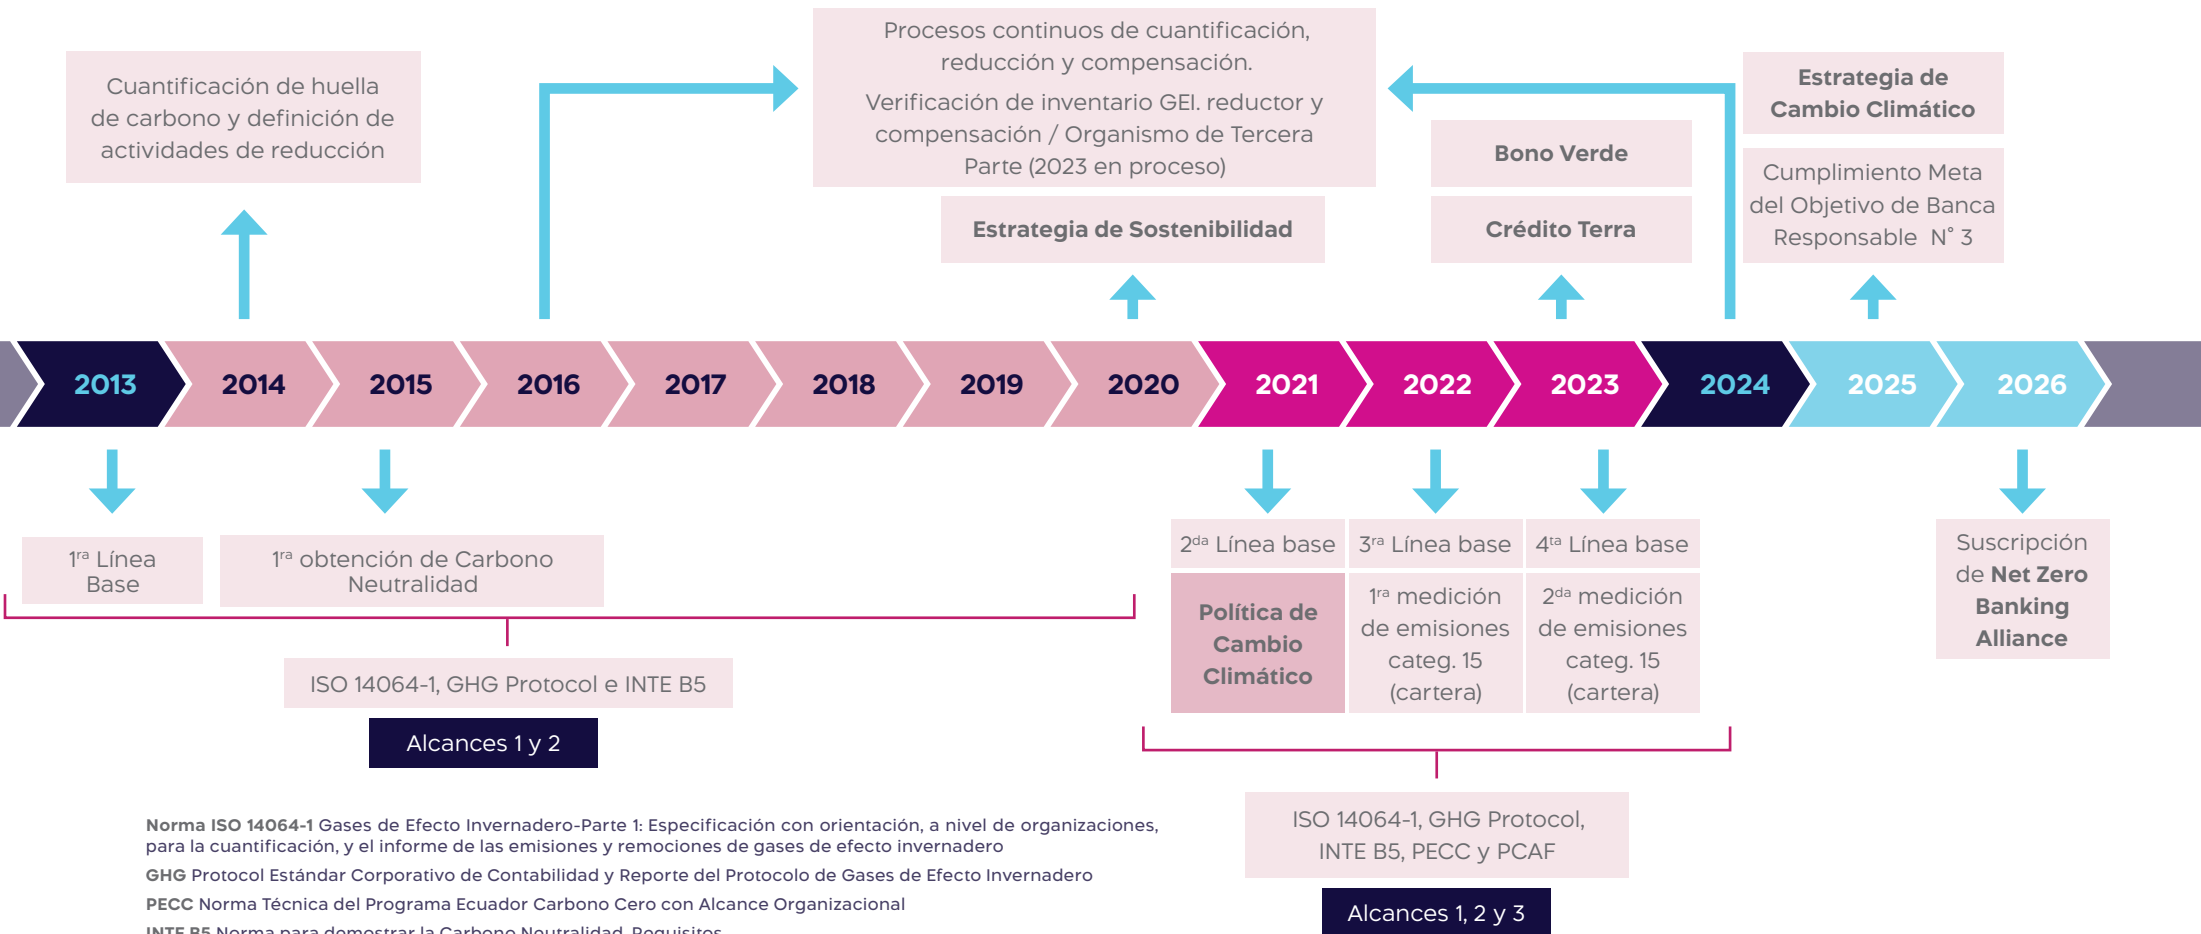 Cuantificación de huella
de carbono y definición de
actividades de reducción
Procesos continuos de cuantificación,
reducción y compensación.
Verificación de inventario GEI. reductor y
compensación / Organismo de Tercera
Parte (2023 en proceso)
Estrategia de Sostenibilidad
Bono Verde
Crédito Terra
Estrategia de
Cambio Climático
Cumplimiento Meta
del Objetivo de Banca
Responsable N° 3
2013
2014
2015
2016
2017
2018
2019
2020
2021
2022
2023
2024
2025
2026
1ra Línea
Base
1ra obtención de Carbono
Neutralidad
ISO 14064-1, GHG Protocol e INTE B5
Alcances 1 y 2
2da Línea base
Política de
Cambio
Climático
3ra Línea base
1ra medición
de emisiones
categ. 15
(cartera)
4ta Línea base
2da medición
de emisiones
categ. 15
(cartera)
Suscripción
de Net Zero
Banking
Alliance
ISO 14064-1, GHG Protocol,
INTE B5, PECC y PCAF
Alcances 1, 2 y 3
Norma ISO 14064-1 Gases de Efecto Invernadero-Parte 1: Especificación con orientación, a nivel de organizaciones,
para la cuantificación, y el informe de las emisiones y remociones de gases de efecto invernadero
GHG Protocol Estándar Corporativo de Contabilidad y Reporte del Protocolo de Gases de Efecto Invernadero
PECC Norma Técnica del Programa Ecuador Carbono Cero con Alcance Organizacional
INTE B5 Norma para demostrar la Carbono Neutralidad. Requisitos